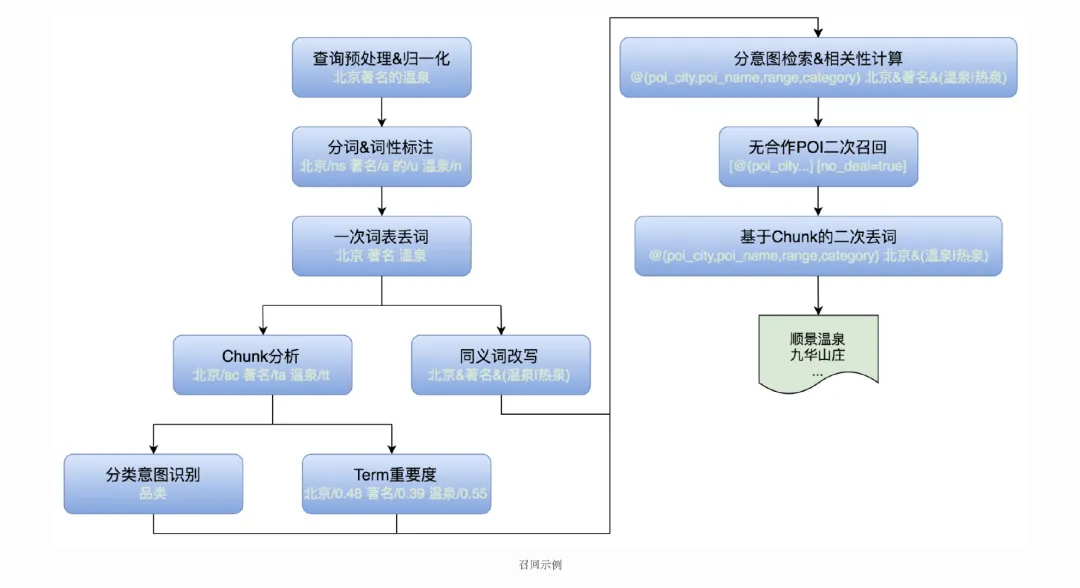 查询预处理&归一化
北京著名的温泉
分词&词性标注
北京/ns 著名/a 的/u 温泉/n
一次词表丢词
北京 著名 温泉
Chunk分析
北京/ac 著名/ta 温泉/tt
同义词改写
北京&著名&(温泉|热泉)
分类意图识别
品类
Term重要度
北京/0.48 著名/0.39 温泉/0.55
分意图检索&相关性计算
@(poi_city,poi_name,range,category) 北京&著名&(温泉|热泉)
无合作POI二次召回
[@(poi_city...] [no_deal=true]
基于Chunk的二次丢词
@(poi_city,poi_name,range,category) 北京&(温泉|热泉)
顺景温泉
九华山庄
...
召回示例